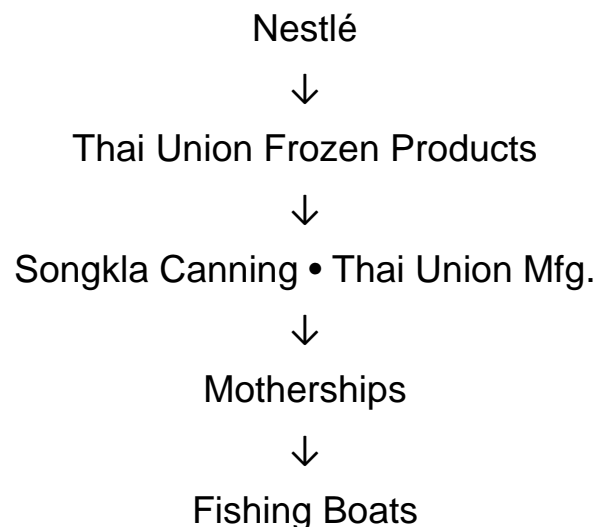 Nestlé
↓
Thai Union Frozen Products
↓
Songkla Canning • Thai Union Mfg.
↓
Motherships
↓
Fishing Boats